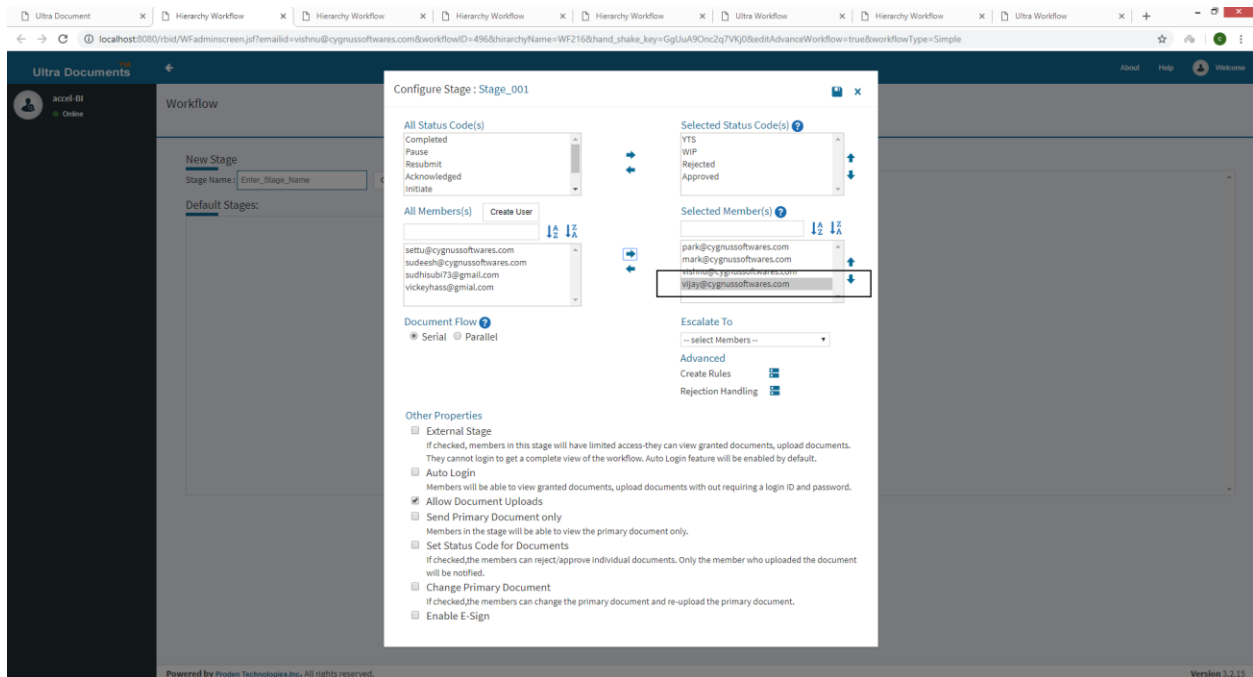 Ultra Document
Hierarchy Workflow
Hierarchy Workflow
Hierarchy Workflow
Hierarchy Workflow
Ultra Workflow
Hierarchy Workflow
Ultra Workflow
localhost:8080/rbid/WFadminscreen.jsf?emailid=vishnu@cygnussoftwares.com&workflowID=496&hirarchyName=WF216&hand_shake_key=GgUuA9Onc2q7VKj0&editAdvanceWorkflow=true&workflowType=Simple
Ultra Documents TM
About Help Welcome
accel-BI
Online
Workflow
New Stage
Stage Name : Enter_Stage_Name
Default Stages:
Configure Stage : Stage_001
All Status Code(s)
Completed
Pause
Resubmit
Acknowledged
Initiate
Selected Status Code(s) ?
YTS
WIP
Rejected
Approved
All Members(s) Create User
settu@cygnussoftwares.com
sudeesh@cygnussoftwares.com
sudhisubi73@gmail.com
vickeyhass@gmial.com
Selected Member(s) ?
park@cygnussoftwares.com
mark@cygnussoftwares.com
vishnu@cygnussoftwares.com
vijay@cygnussoftwares.com
Document Flow ?
Serial Parallel
Escalate To
-- select Members --
Advanced
Create Rules
Rejection Handling
Other Properties
External Stage
If checked, members in this stage will have limited access-they can view granted documents, upload documents.
They cannot login to get a complete view of the workflow. Auto Login feature will be enabled by default.
Auto Login
Members will be able to view granted documents, upload documents with out requiring a login ID and password.
Allow Document Uploads
Send Primary Document only
Members in the stage will be able to view the primary document only.
Set Status Code for Documents
If checked,the members can reject/approve individual documents. Only the member who uploaded the document
will be notified.
Change Primary Document
If checked,the members can change the primary document and re-upload the primary document.
Enable E-Sign
Powered by Proden Technologies,Inc. All rights reserved.
Version 3.2.15